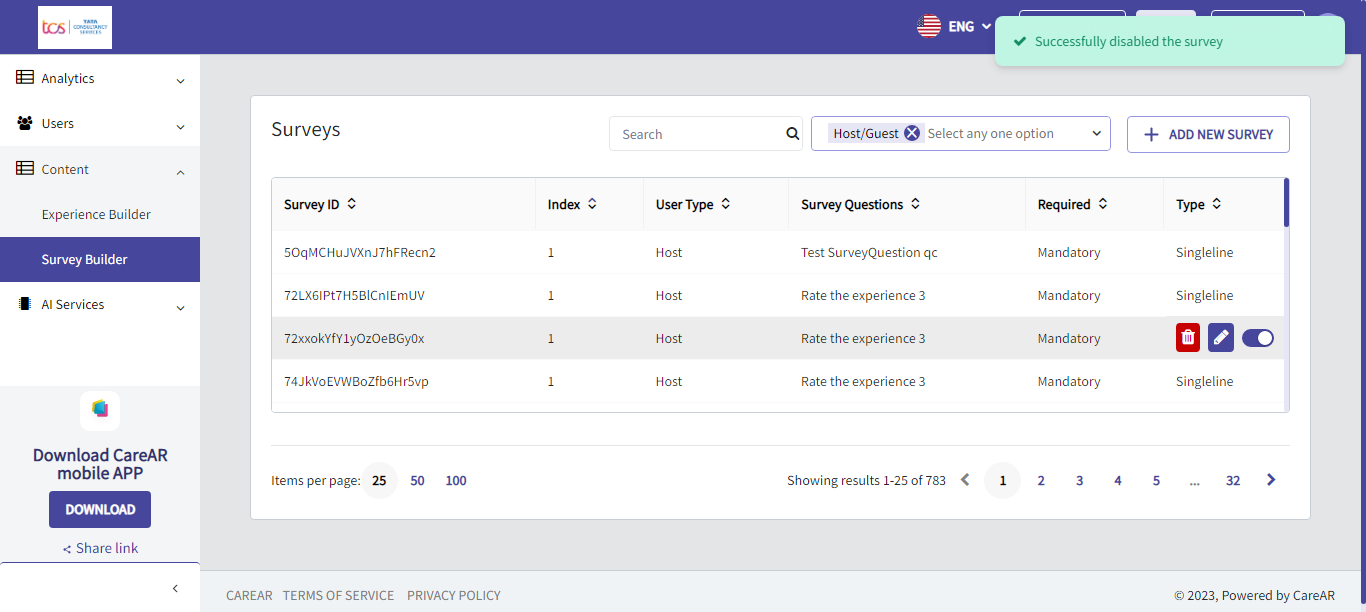 tcs TATA CONSULTANCY SERVICES
ENG
Successfully disabled the survey
Analytics
Users
Content
Experience Builder
Survey Builder
AI Services
Download CareAR
mobile APP
DOWNLOAD
Share link
Surveys
Search
Host/Guest Select any one option
ADD NEW SURVEY
Survey ID Index User Type Survey Questions Required Type
5OqMCHuJVXnJ7hFRecn2 1 Host Test SurveyQuestion qc Mandatory Singleline
72LX6IPt7H5BlCnIEmUV 1 Host Rate the experience 3 Mandatory Singleline
72xxokYfY1yOzOeBGy0x 1 Host Rate the experience 3 Mandatory
74JkVoEVWBoZfb6Hr5vp 1 Host Rate the experience 3 Mandatory Singleline
Items per page: 25 50 100
Showing results 1-25 of 783 1 2 3 4 5 ... 32
CAREAR TERMS OF SERVICE PRIVACY POLICY
© 2023, Powered by CareAR